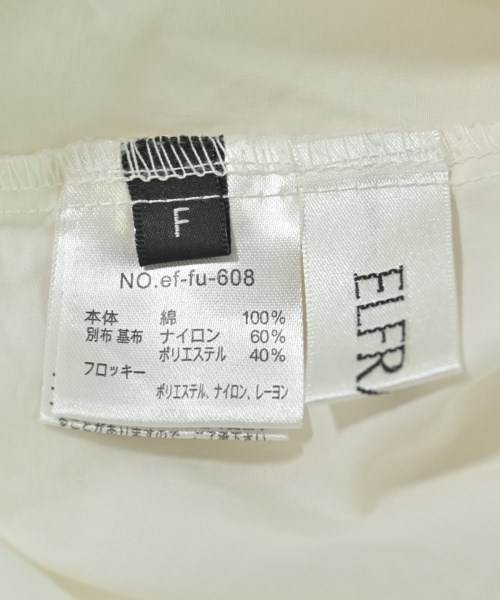 F
NO.ef-fu-608
本体 綿 100%
別布 基布 ナイロン 60%
ポリエステル 40%
フロッキー
ポリエステル、ナイロン、レーヨン
ELFR